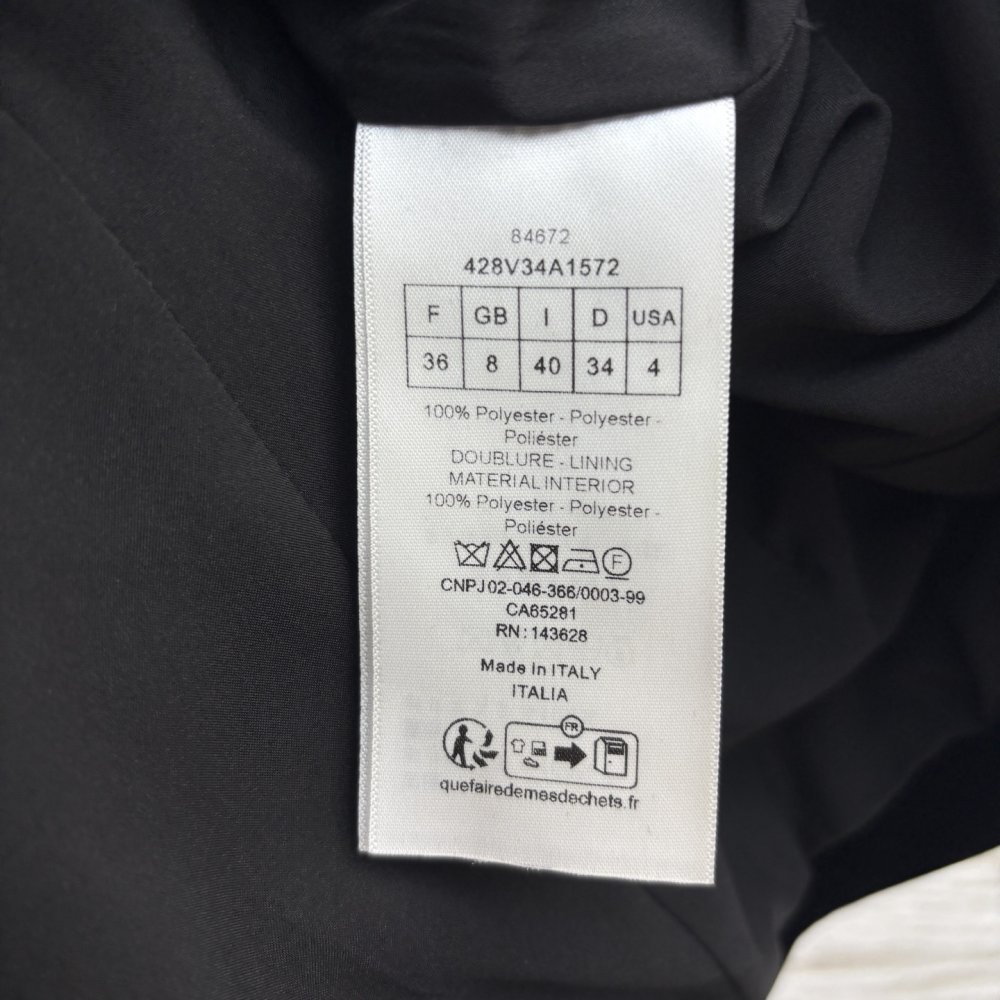 84672
428V34A1572
F GB I D USA
36 8 40 34 4
100% Polyester - Polyester -
Poliéster
DOUBLURE - LINING
MATERIAL INTERIOR
100% Polyester - Polyester -
Poliéster
F
CNPJ 02-046-366/0003-99
CA65281
RN : 143628
Made in ITALY
ITALIA
FR
quefairedemesdechets.fr